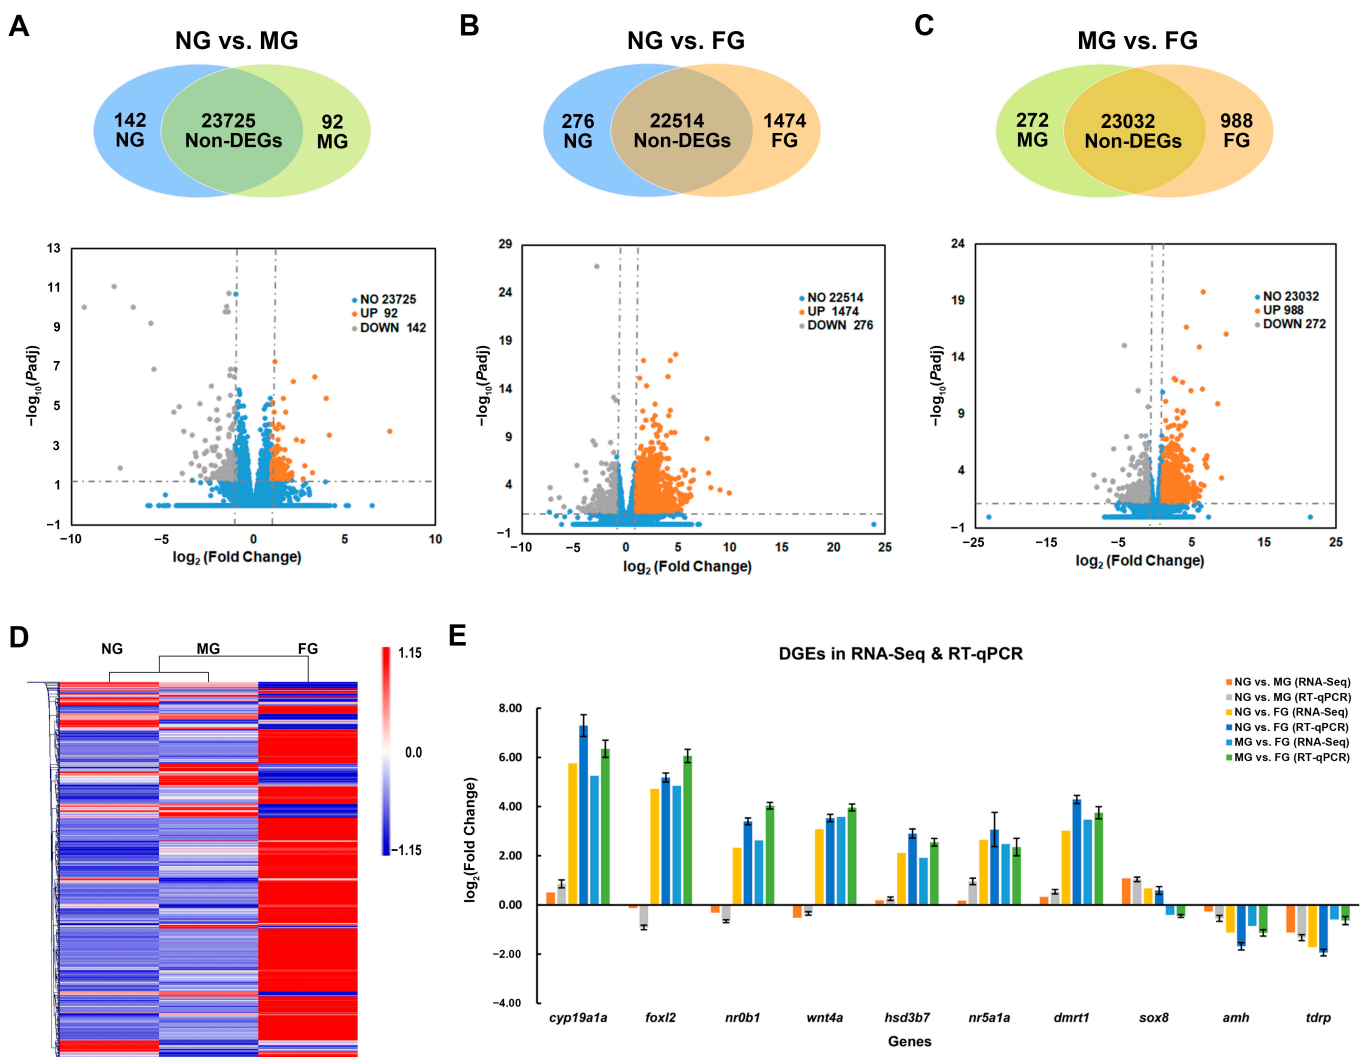 A
NG vs. MG
142
NG
23725
Non-DEGs
92
MG
B
NG vs. FG
276
NG
22514
Non-DEGs
1474
FG
C
MG vs. FG
272
MG
23032
Non-DEGs
988
FG
13
11
9
7
5
3
1
−1
−log10(Padj)
NO 23725
UP 92
DOWN 142
−10
−5
0
5
10
log2 (Fold Change)
29
24
19
14
9
4
−1
−log10(Padj)
NO 22514
UP 1474
DOWN 276
−10
−5
0
5
10
15
20
25
log2 (Fold Change)
24
19
14
9
4
−1
−log10(Padj)
NO 23032
UP 988
DOWN 272
−25
−15
−5
5
15
25
log2 (Fold Change)
D
NG
MG
FG
1.15
0.0
−1.15
E
DGEs in RNA-Seq & RT-qPCR
NG vs. MG (RNA-Seq)
NG vs. MG (RT-qPCR)
NG vs. FG (RNA-Seq)
NG vs. FG (RT-qPCR)
MG vs. FG (RNA-Seq)
MG vs. FG (RT-qPCR)
8.00
6.00
4.00
2.00
0.00
−2.00
−4.00
log2(Fold Change)
cyp19a1a
foxl2
nr0b1
wnt4a
hsd3b7
nr5a1a
dmrt1
sox8
amh
tdrp
Genes